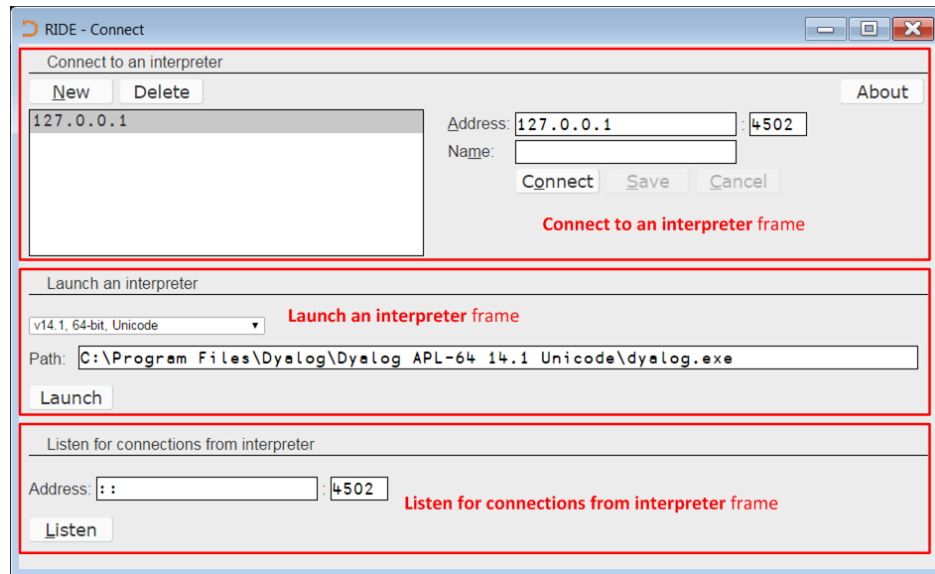 RIDE - Connect
Connect to an interpreter
New Delete About
127.0.0.1
Address: 127.0.0.1 : 4502
Name:
Connect Save Cancel
Connect to an interpreter frame
Launch an interpreter
v14.1, 64-bit, Unicode
Launch an interpreter frame
Path: C:\Program Files\Dyalog\Dyalog APL-64 14.1 Unicode\dyalog.exe
Launch
Listen for connections from interpreter
Address: :: : 4502
Listen for connections from interpreter frame
Listen